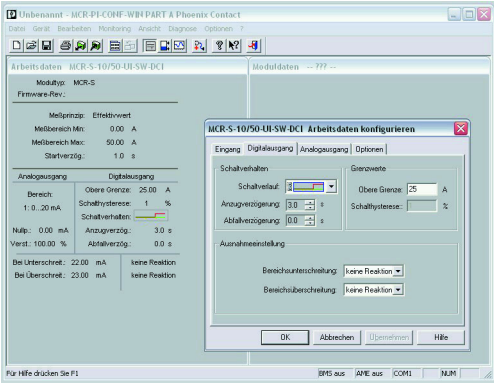 Unbenannt - MCR-PI-CONF-WIN PART A Phoenix Contact
Datei Gerät Bearbeiten Monitoring Ansicht Diagnose Optionen ?
Arbeitsdaten MCR-S-10/50-UI-SW-DCI
Moduldaten -- ??? --
Modultyp: MCR-S
Firmware-Rev.:
Meßprinzip: Effektivwert
Meßbereich Min: 0.00 A
Meßbereich Max: 50.00 A
Startverzög.: 1.0 s
Analogausgang Digitalausgang
Bereich:
1: 0...20 mA
Obere Grenze: 25.00 A
Schalthysterese: 1 %
Schaltverhalten:
Nullp.: 0.00 mA Anzugverzög.: 3.0 s
Verst.: 100.00 % Abfallverzög.: 0.0 s
Bei Unterschreit.: 22.00 mA keine Reaktion
Bei Überschreit.: 23.00 mA keine Reaktion
MCR-S-10/50-UI-SW-DCI Arbeitsdaten konfigurieren
Eingang Digitalausgang Analogausgang Optionen
Schaltverhalten
Schaltverlauf:
Anzugverzögerung: 3.0 s
Abfallverzögerung: 0.0 s
Grenzwerte
Obere Grenze: 25 A
Schalthysterese: 1 %
Ausnahmeeinstellung
Bereichsunterschreitung: keine Reaktion
Bereichsüberschreitung: keine Reaktion
OK Abbrechen Übernehmen Hilfe
Für Hilfe drücken Sie F1
BMS aus AME aus COM1 NUM